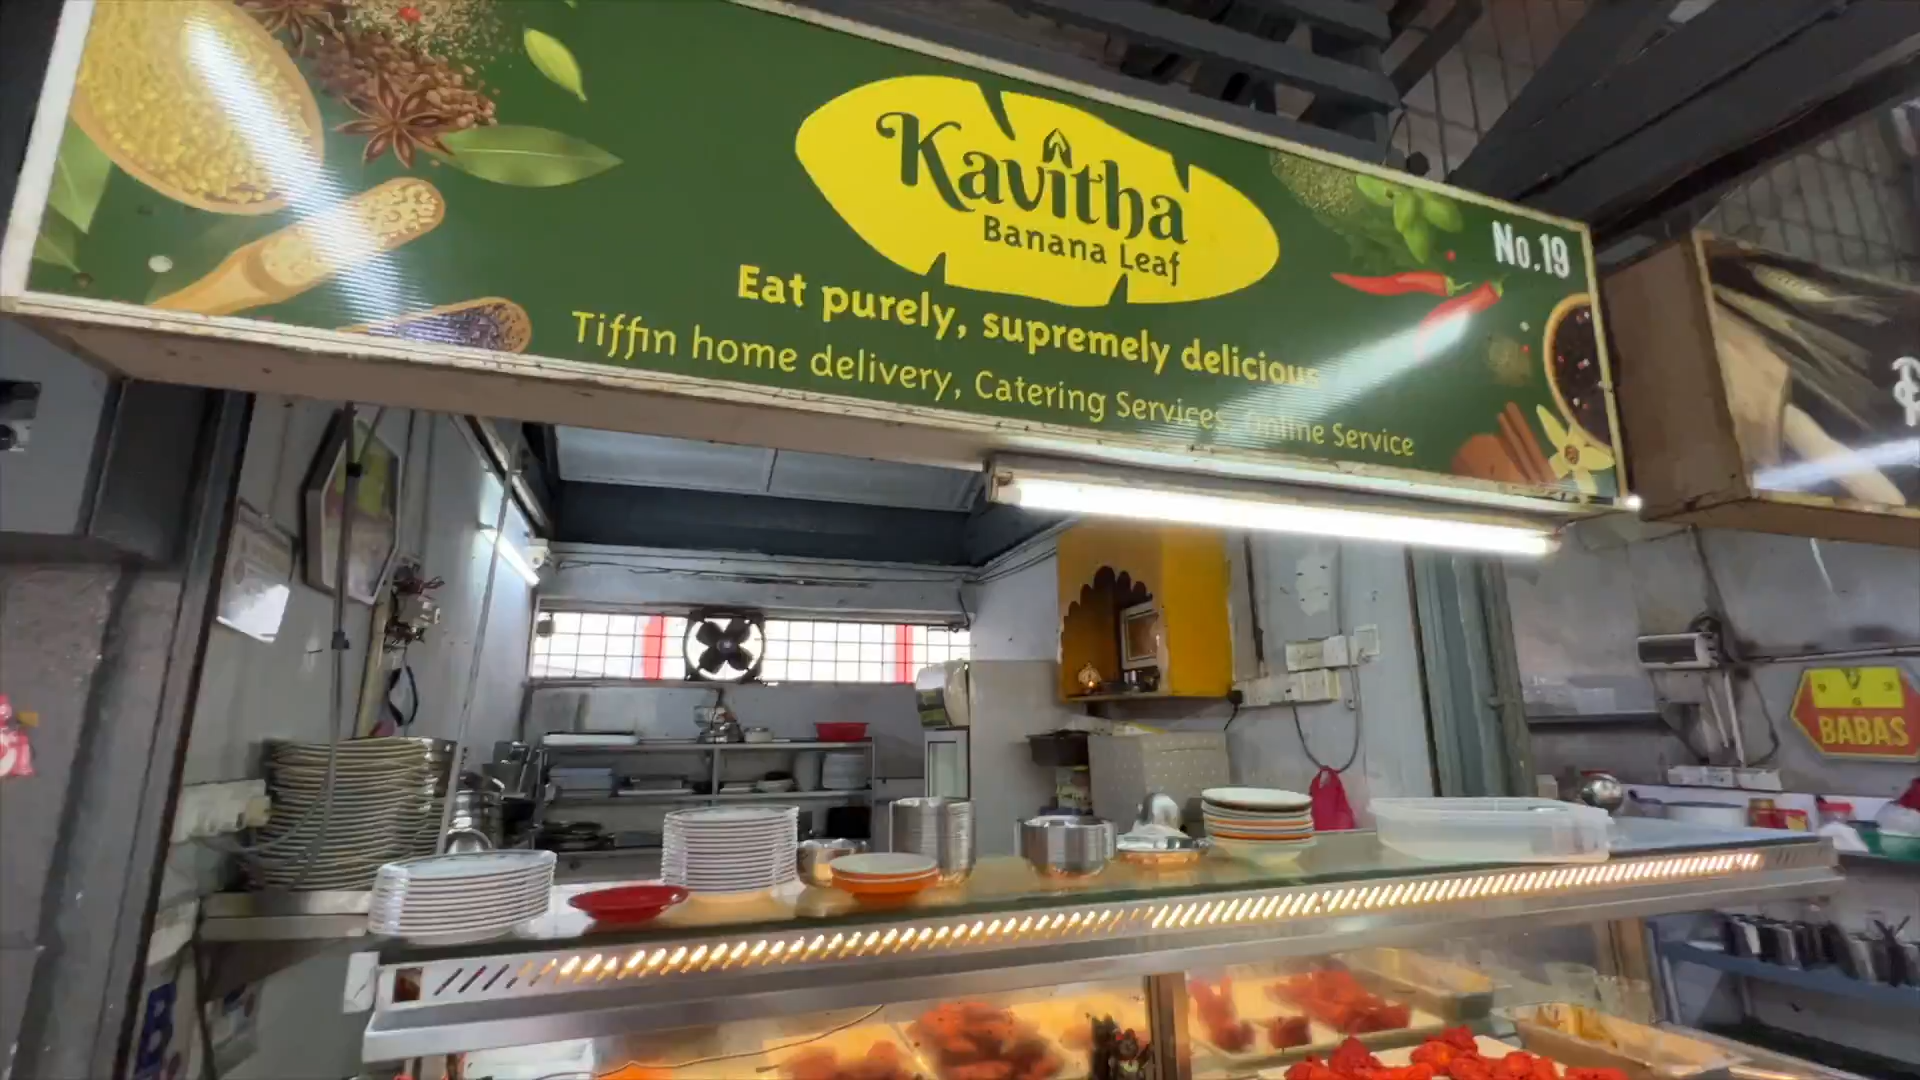 Kavitha
Banana Leaf
No.19
Eat purely, supremely delicious
Tiffin home delivery, Catering Services, Online Service
BABAS
B